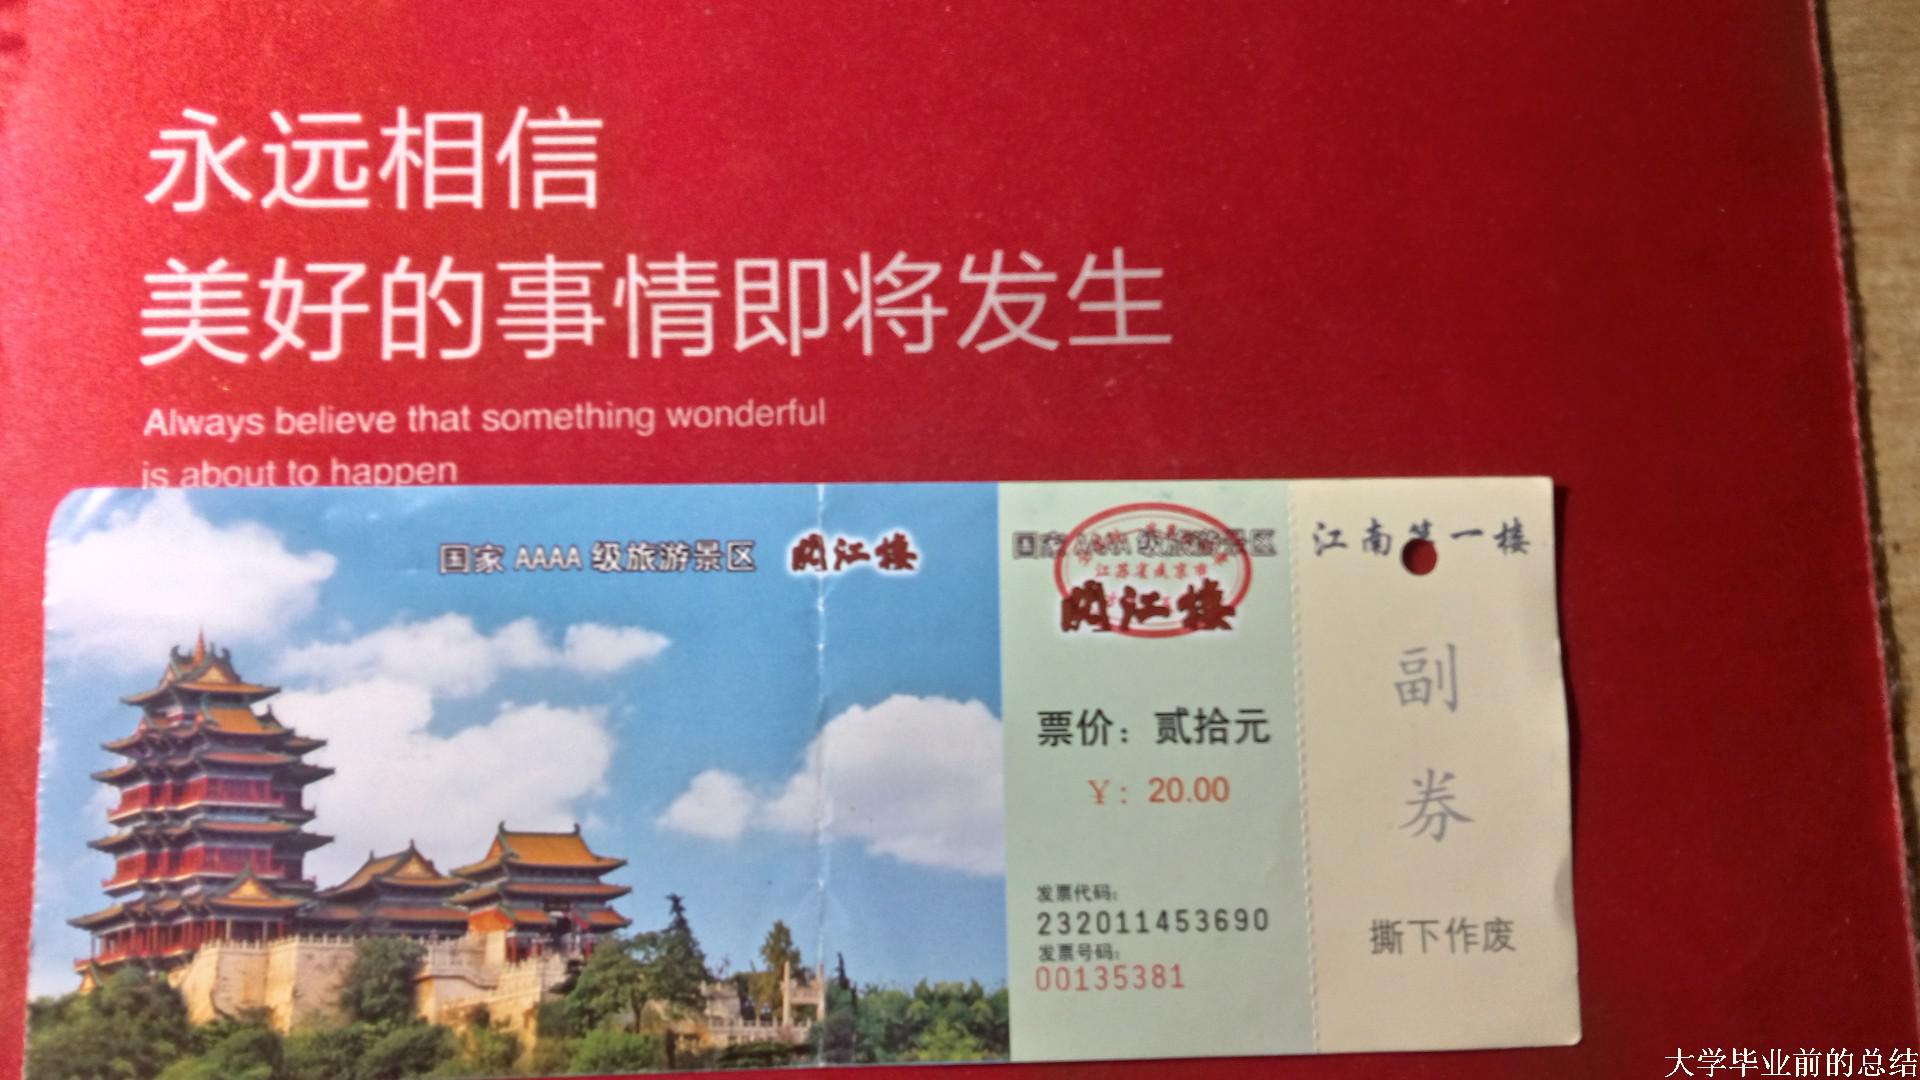 永远相信
美好的事情即将发生
Always believe that something wonderful
is about to happen
国家 AAAA 级旅游景区 阅江楼
国家 AAAA 级旅游景区
江苏省南京市
阅江楼
票价：贰拾元
￥：20.00
发票代码：
232011453690
发票号码：
00135381
江南第一楼
副
券
撕下作废
大学毕业前的总结